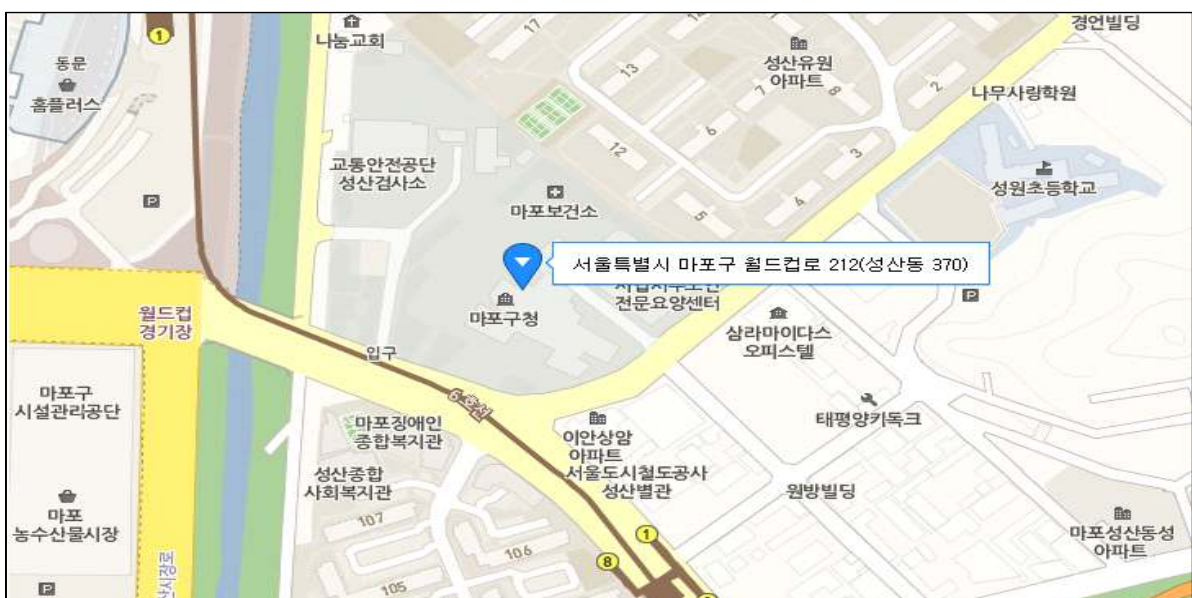 1
나눔교회
17
경언빌딩
동문
홈플러스
13
성산유원
아파트
7
8
2
나무사랑학원
6
12
3
교통안전공단
성산검사소
P
마포보건소
5
4
성원초등학교
서울특별시 마포구 월드컵로 212(성산동 370)
전문요양센터
P
마포구청
월드컵
경기장
삼라마이다스
오피스텔
입구
마포구
시설관리공단
6호선
태평양키독크
마포장애인
종합복지관
이안상암
아파트
서울도시철도공사
성산별관
성산종합
사회복지관
원방빌딩
마포
농수산물시장
107
106
105
1
8
마포성산동성
아파트
P